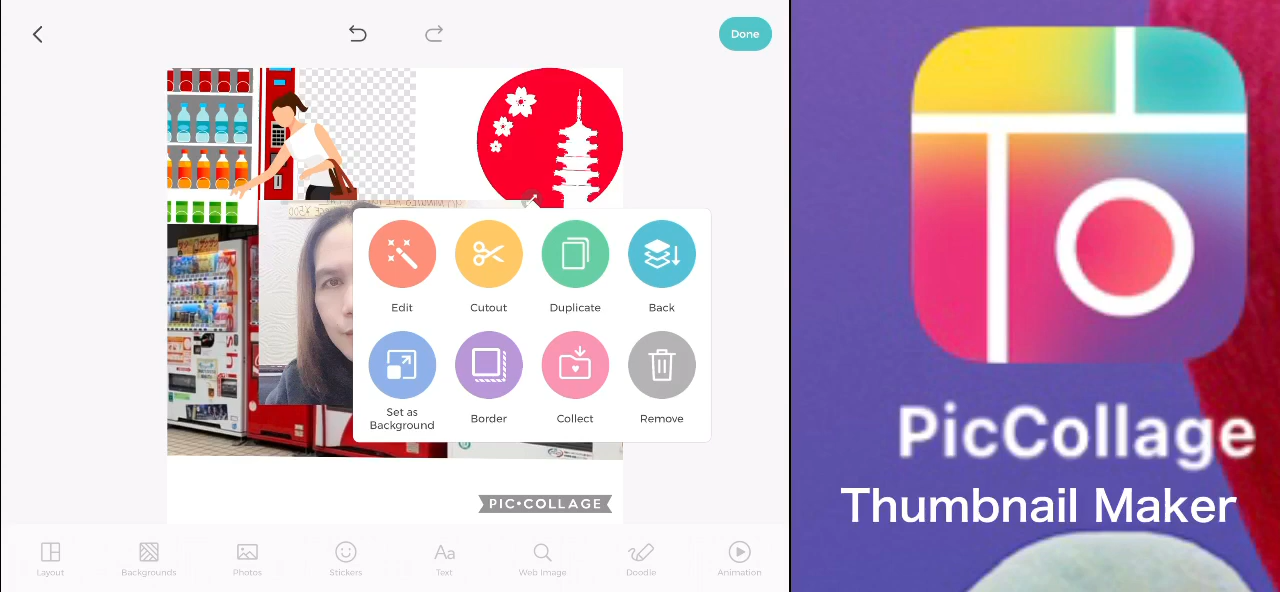 Done
Edit
Cutout
Duplicate
Back
Set as
Background
Border
Collect
Remove
PIC•COLLAGE
Layout
Backgrounds
Photos
Stickers
Aa
Text
Web Image
Doodle
Animation
PicCollage
Thumbnail Maker